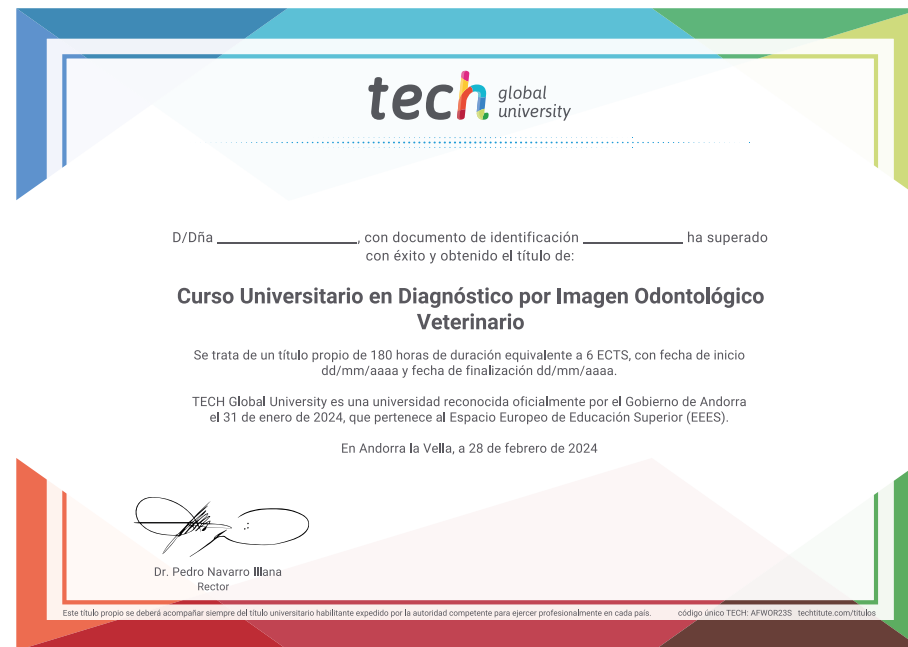 tech global university
D/Dña ____________________, con documento de identificación ______________ ha superado
con éxito y obtenido el título de:
Curso Universitario en Diagnóstico por Imagen Odontológico
Veterinario
Se trata de un título propio de 180 horas de duración equivalente a 6 ECTS, con fecha de inicio
dd/mm/aaaa y fecha de finalización dd/mm/aaaa.
TECH Global University es una universidad reconocida oficialmente por el Gobierno de Andorra
el 31 de enero de 2024, que pertenece al Espacio Europeo de Educación Superior (EEES).
En Andorra la Vella, a 28 de febrero de 2024
Dr. Pedro Navarro Illana
Rector
Este título propio se deberá acompañar siempre del título universitario habilitante expedido por la autoridad competente para ejercer profesionalmente en cada país. código único TECH: AFWOR23S techtitute.com/titulos